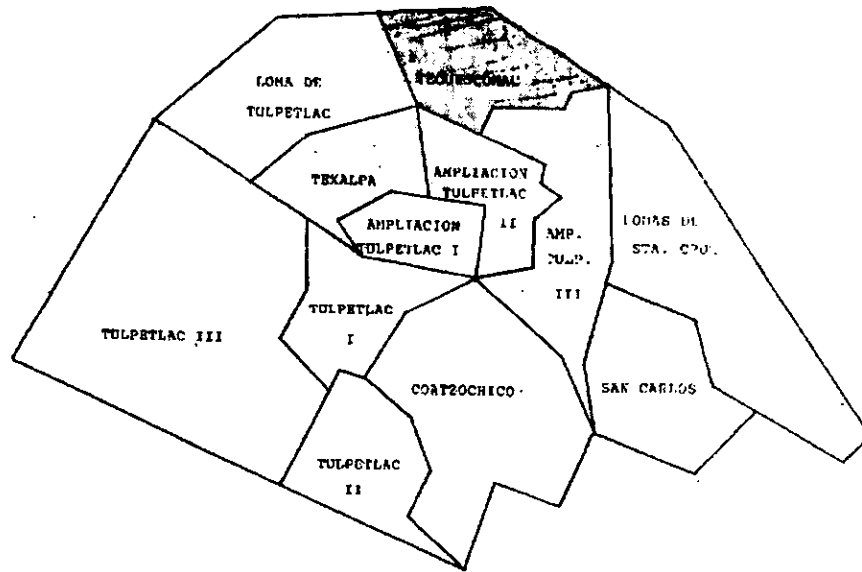 LOMA DE
TULPETLAC
TEXALPA
AMPLIACION
TULPETLAC
II
AMPLIACION
TULPETLAC I
AMP.
III
LOMAS DE
STA.
TULPETLAC III
TULPETLAC
I
COATZOCHICO
SAN CARLOS
TULPETLAC
II